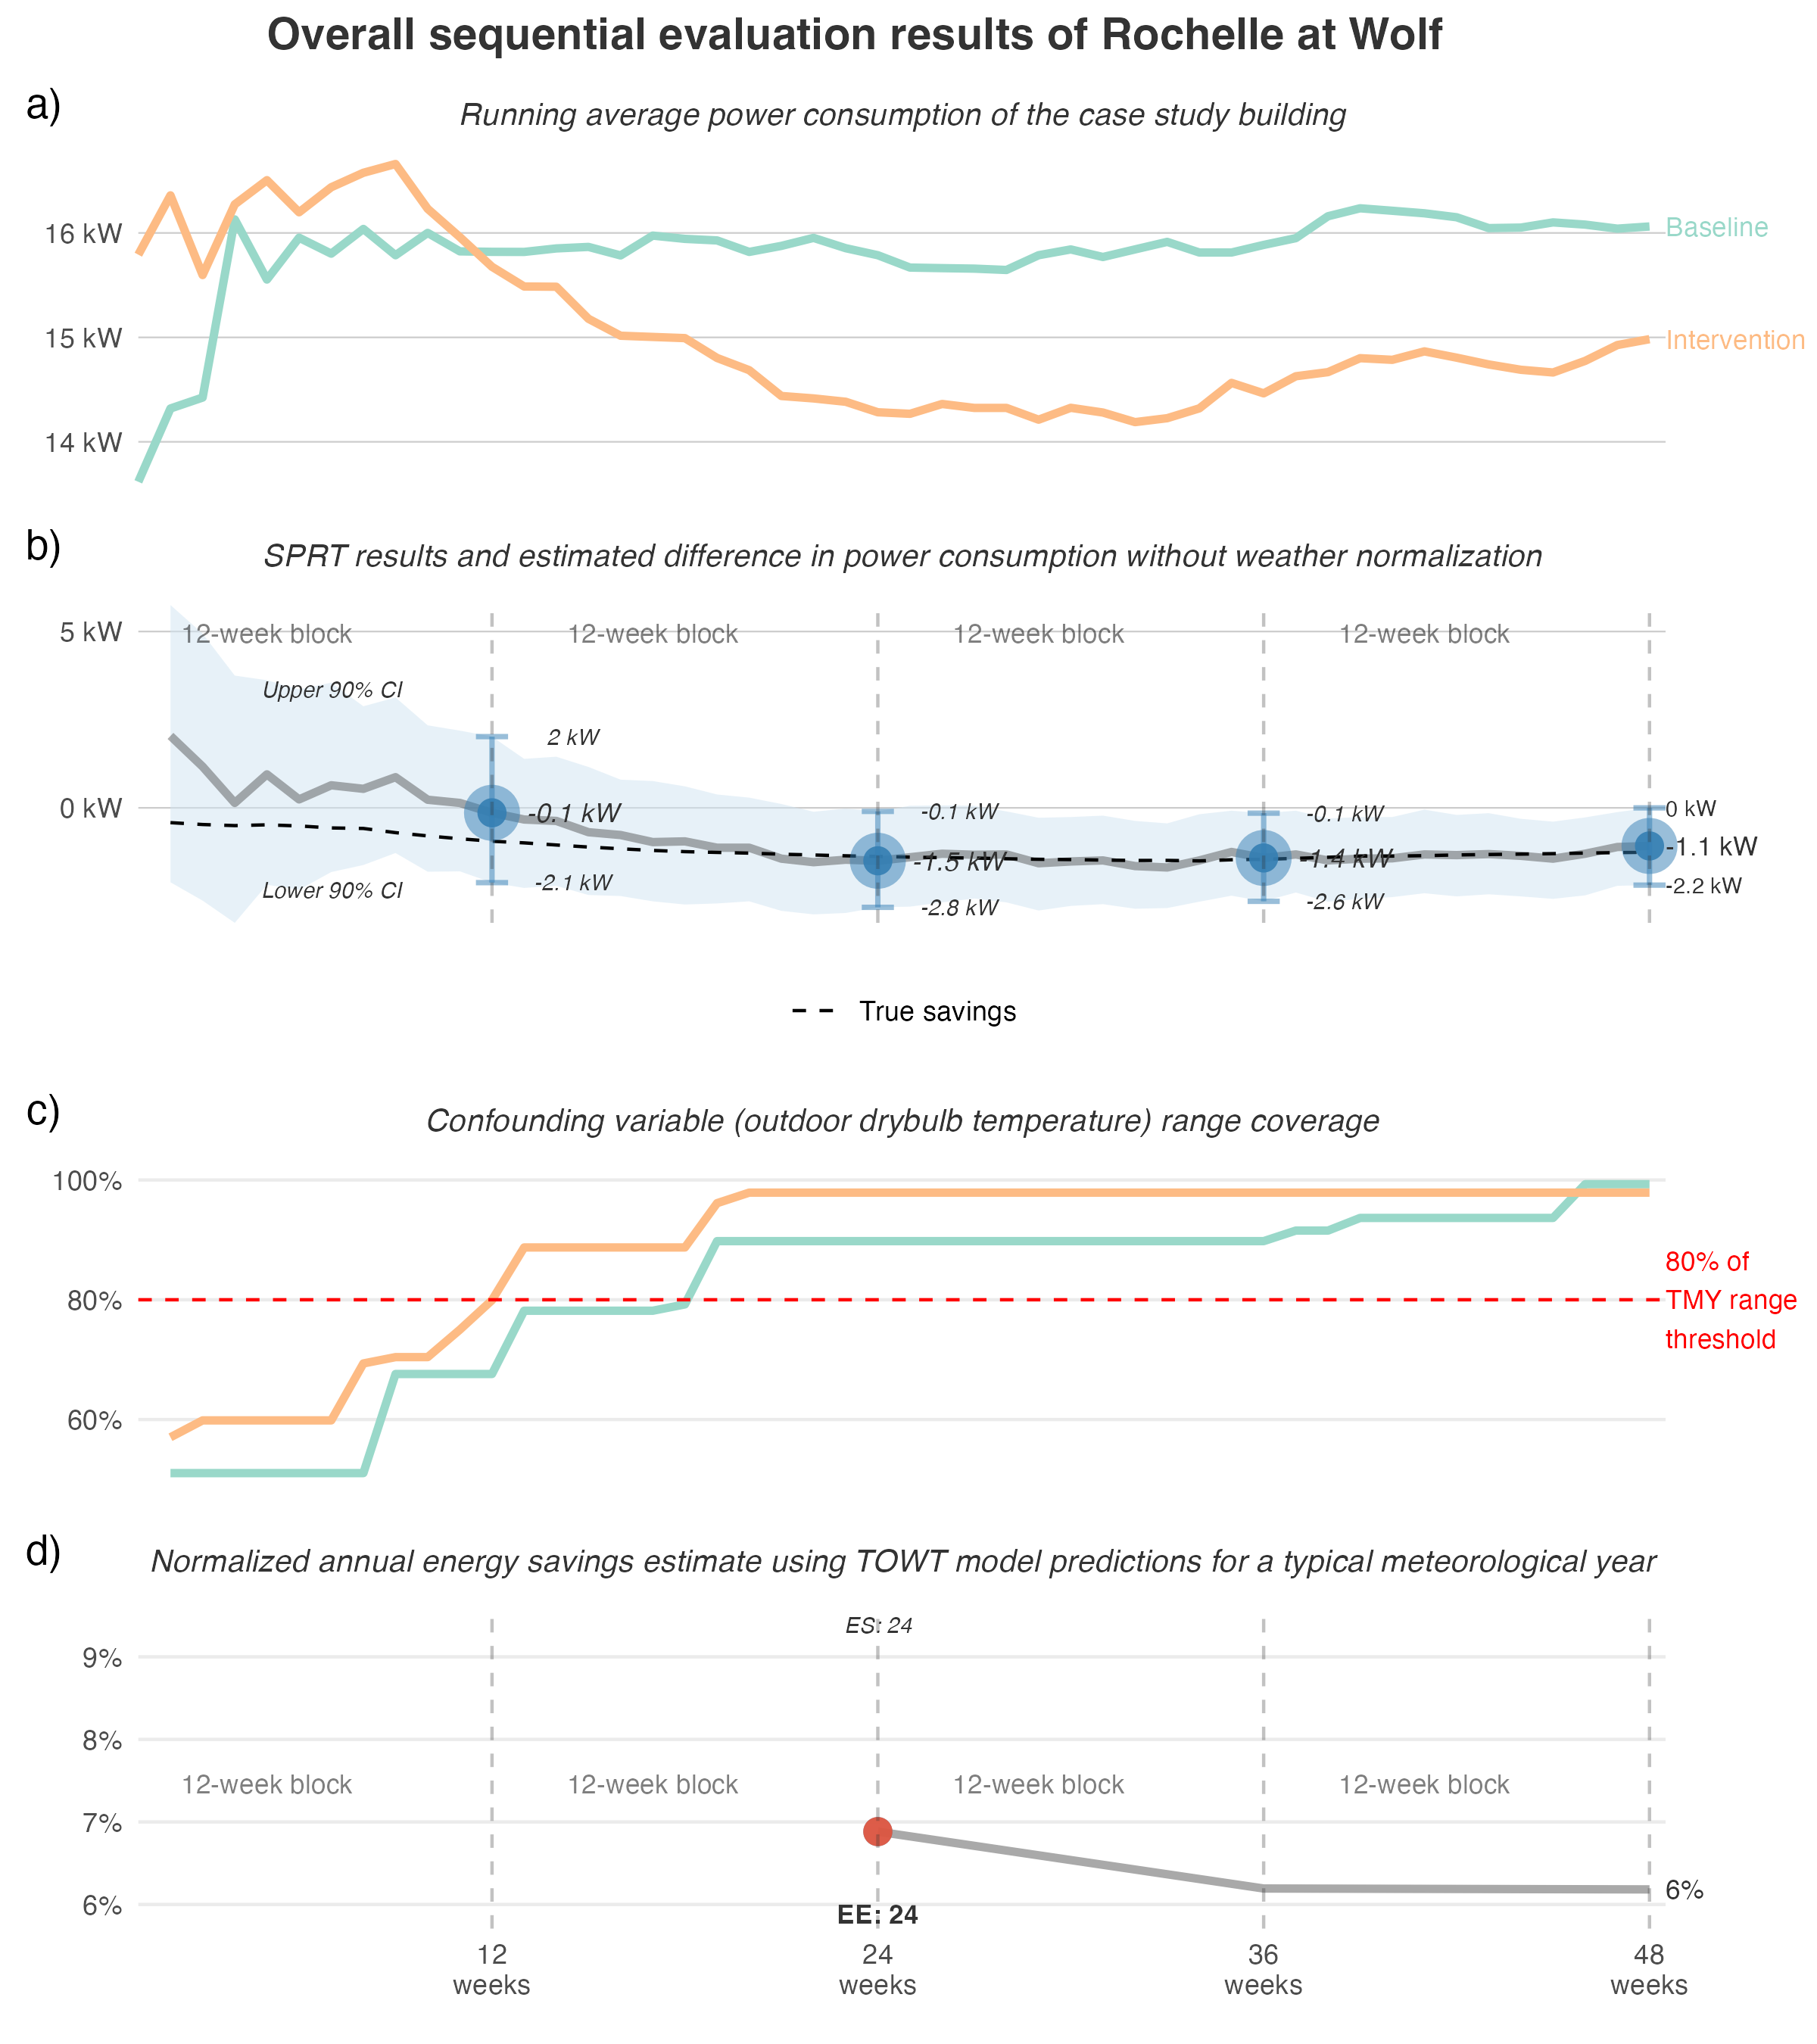 Overall sequential evaluation results of Rochelle at Wolf
a)
Running average power consumption of the case study building
16 kW
15 kW
14 kW
Baseline
Intervention
b)
SPRT results and estimated difference in power consumption without weather normalization
5 kW
0 kW
12-week block
12-week block
12-week block
12-week block
Upper 90% CI
Lower 90% CI
2 kW
-0.1 kW
-2.1 kW
-0.1 kW
-1.5 kW
-2.8 kW
-0.1 kW
-1.4 kW
-2.6 kW
0 kW
-1.1 kW
-2.2 kW
True savings
c)
Confounding variable (outdoor drybulb temperature) range coverage
100%
80%
60%
80% of
TMY range
threshold
d)
Normalized annual energy savings estimate using TOWT model predictions for a typical meteorological year
ES: 24
9%
8%
7%
6%
12-week block
12-week block
12-week block
12-week block
6%
EE: 24
12
weeks
24
weeks
36
weeks
48
weeks